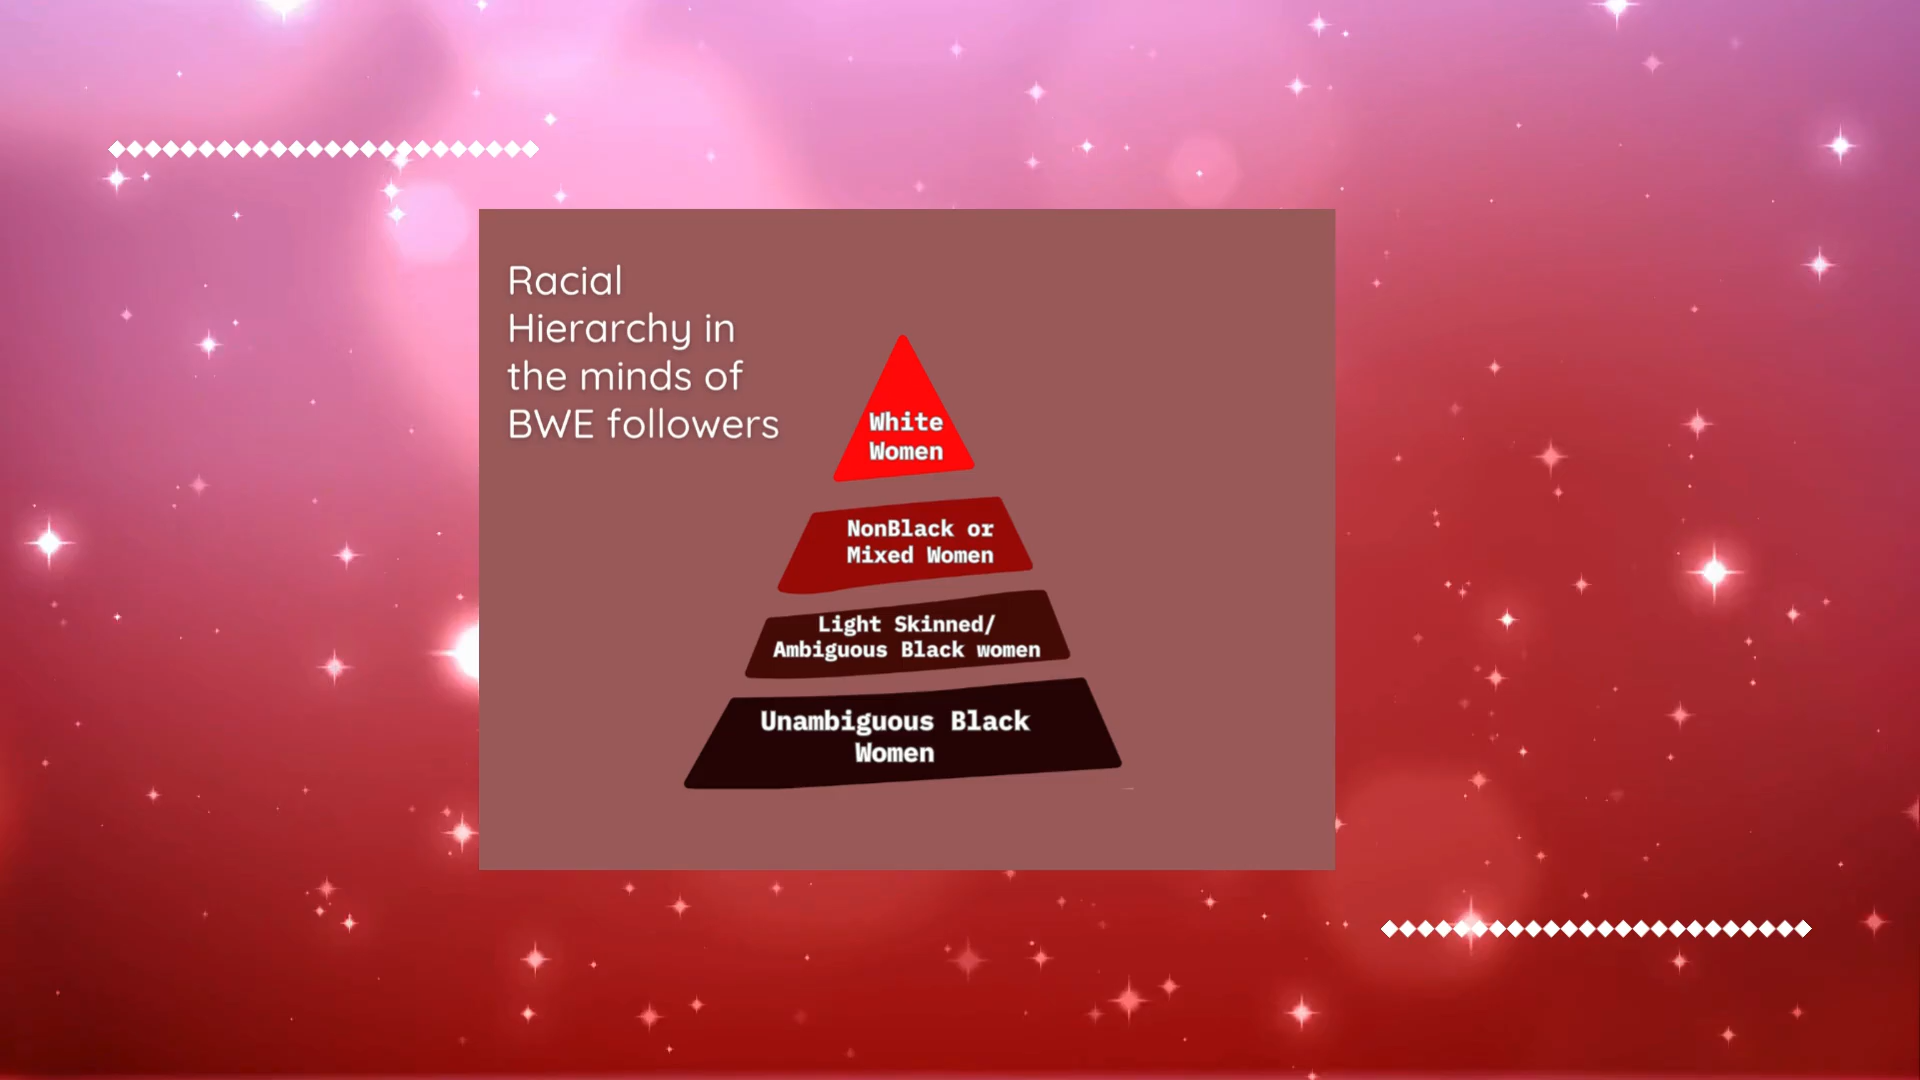 Racial
Hierarchy in
the minds of
BWE followers
White
Women
NonBlack or
Mixed Women
Light Skinned/
Ambiguous Black women
Unambiguous Black
Women